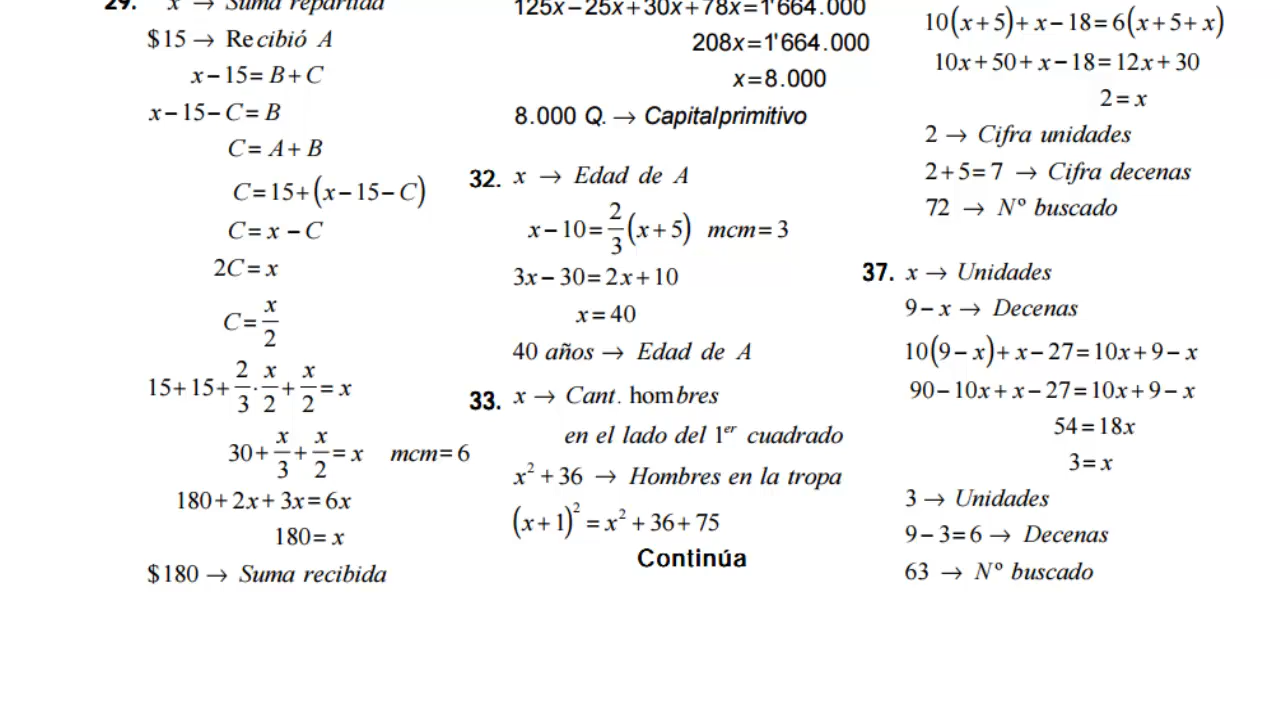 29. x → Suma repartida
$15 → Recibió A
x − 15 = B + C
x − 15 − C = B
C = A + B
C = 15 + (x − 15 − C)
C = x − C
2C = x
C = x/2
15 + 15 + 2/3 · x/2 + x/2 = x
30 + x/3 + x/2 = x mcm = 6
180 + 2x + 3x = 6x
180 = x
$180 → Suma recibida
125x − 25x + 30x + 78x = 1'664.000
208x = 1'664.000
x = 8.000
8.000 Q. → Capital primitivo
32. x → Edad de A
x − 10 = 2/3 (x + 5) mcm = 3
3x − 30 = 2x + 10
x = 40
40 años → Edad de A
33. x → Cant. hombres
en el lado del 1er cuadrado
x² + 36 → Hombres en la tropa
(x + 1)² = x² + 36 + 75
Continúa
10(x + 5) + x − 18 = 6(x + 5 + x)
10x + 50 + x − 18 = 12x + 30
2 = x
2 → Cifra unidades
2 + 5 = 7 → Cifra decenas
72 → Nº buscado
37. x → Unidades
9 − x → Decenas
10(9 − x) + x − 27 = 10x + 9 − x
90 − 10x + x − 27 = 10x + 9 − x
54 = 18x
3 = x
3 → Unidades
9 − 3 = 6 → Decenas
63 → Nº buscado